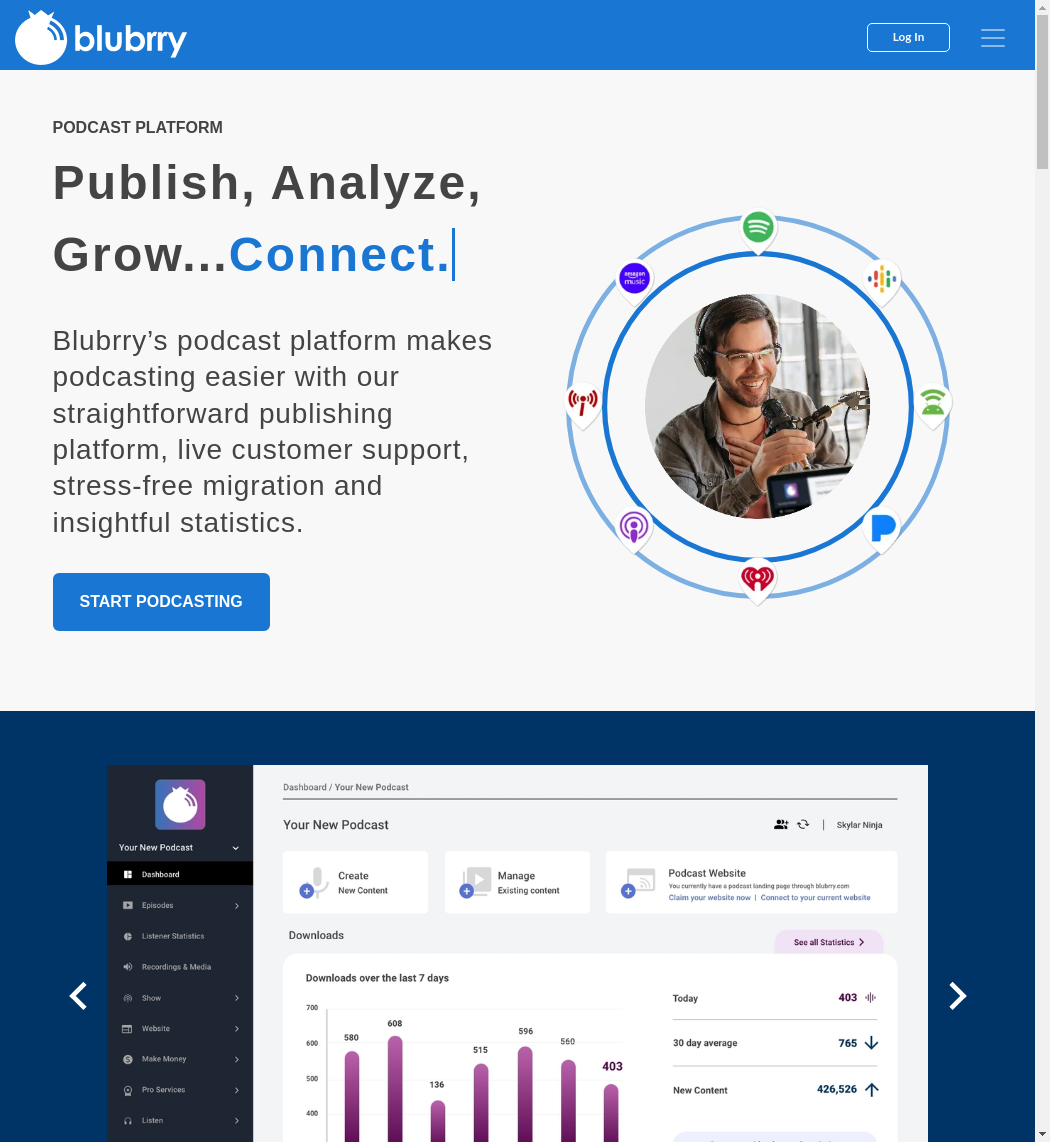 blubrry
Log In
PODCAST PLATFORM
Publish, Analyze,
Grow...Connect.
Blubrry’s podcast platform makes
podcasting easier with our
straightforward publishing
platform, live customer support,
stress-free migration and
insightful statistics.
START PODCASTING
amazon
music
Dashboard / Your New Podcast
Your New Podcast
Skylar Ninja
Your New Podcast
Dashboard
Episodes
Listener Statistics
Recordings & Media
Show
Website
Make Money
Pro Services
Listen
Create
New Content
Manage
Existing content
Podcast Website
You currently have a podcast landing page through blubrry.com
Claim your website now | Connect to your current website
Downloads
See all Statistics
Downloads over the last 7 days
700
600
500
400
580
608
136
515
596
560
403
Today
403
30 day average
765
New Content
426,526